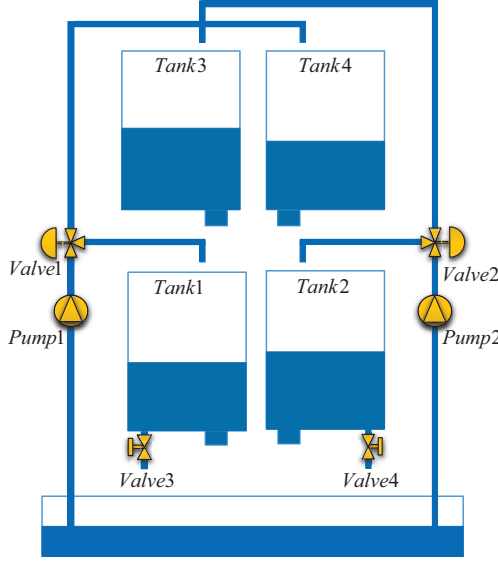 Tank3
Tank4
Valve1
Valve2
Tank1
Tank2
Pump1
Pump2
Valve3
Valve4